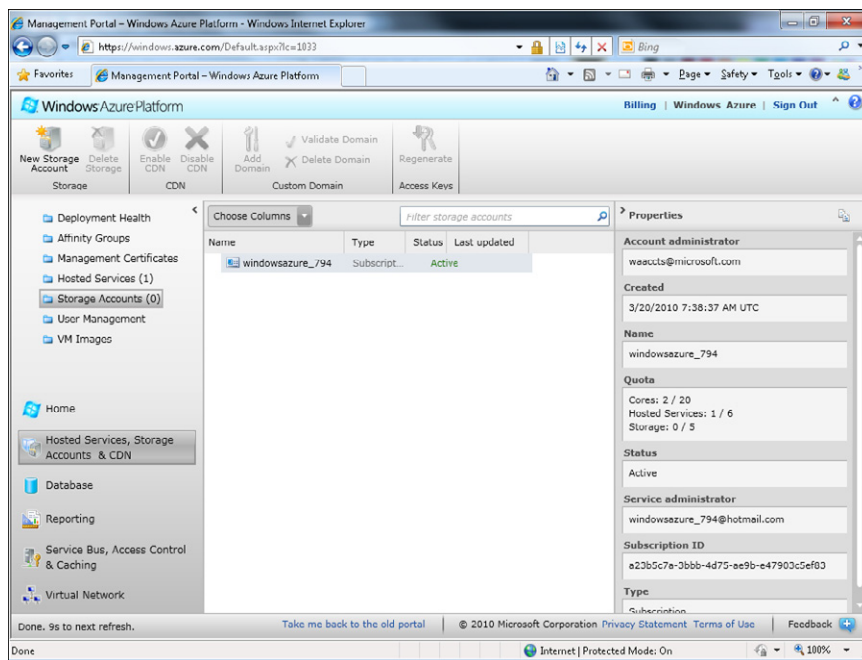 Management Portal – Windows Azure Platform - Windows Internet Explorer
https://windows.azure.com/Default.aspx?lc=1033
Bing
Favorites
Management Portal – Windows Azure Platform
Page
Safety
Tools
Windows Azure Platform
Billing | Windows Azure | Sign Out
New Storage Account
Delete Storage
Storage
Enable CDN
Disable CDN
CDN
Add Domain
Validate Domain
Delete Domain
Custom Domain
Regenerate
Access Keys
Deployment Health
Affinity Groups
Management Certificates
Hosted Services (1)
Storage Accounts (0)
User Management
VM Images
Home
Hosted Services, Storage
Accounts & CDN
Database
Reporting
Service Bus, Access Control
& Caching
Virtual Network
Choose Columns
Filter storage accounts
Name Type Status Last updated
windowsazure_794 Subscript... Active
Properties
Account administrator
waaccts@microsoft.com
Created
3/20/2010 7:38:37 AM UTC
Name
windowsazure_794
Quota
Cores: 2 / 20
Hosted Services: 1 / 6
Storage: 0 / 5
Status
Active
Service administrator
windowsazure_794@hotmail.com
Subscription ID
a23b5c7a-3bbb-4d75-ae9b-e47903c5ef83
Type
Subscription
Done. 9s to next refresh.
Take me back to the old portal
© 2010 Microsoft Corporation Privacy Statement Terms of Use
Feedback
Done
Internet | Protected Mode: On
100%